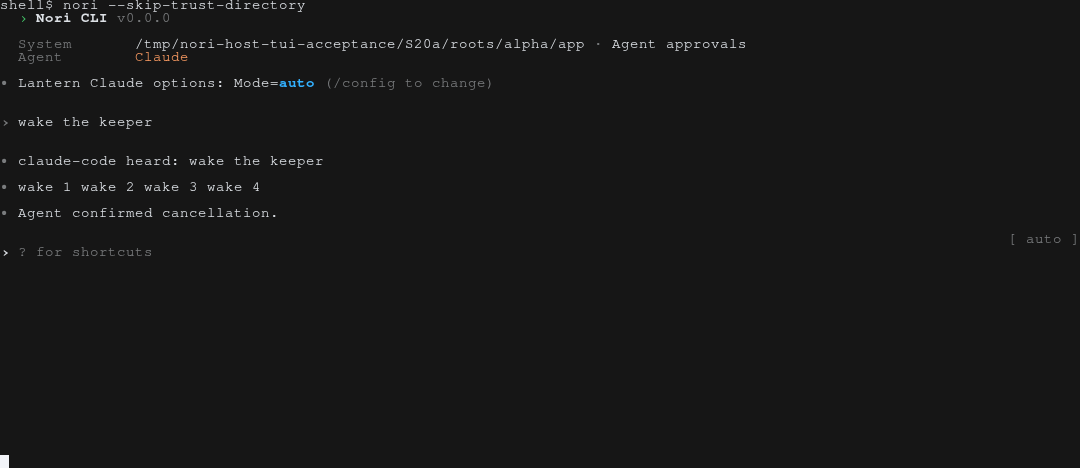 shell$ nori --skip-trust-directory
› Nori CLI v0.0.0
System /tmp/nori-host-tui-acceptance/S20a/roots/alpha/app · Agent approvals
Agent Claude
• Lantern Claude options: Mode=auto (/config to change)
› wake the keeper
• claude-code heard: wake the keeper
• wake 1 wake 2 wake 3 wake 4
• Agent confirmed cancellation.
[ auto ]
› ? for shortcuts